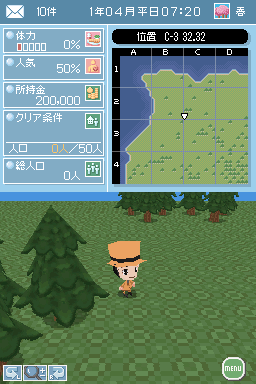 10件 1年04月平日07:20 春
体力 0%
人気 50%
所持金 200,000
クリア条件
人口 0人/50人
総人口 0人
位置 C-3 32.32
A B C D
1
2
3
4
L R
MENU